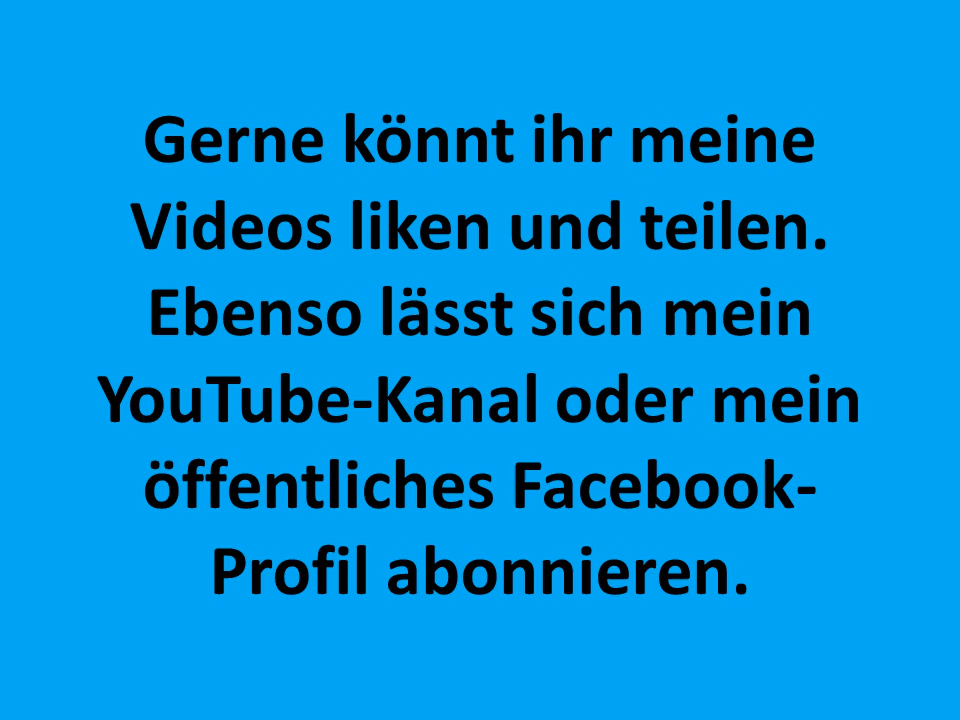 Gerne könnt ihr meine
Videos liken und teilen.
Ebenso lässt sich mein
YouTube-Kanal oder mein
öffentliches Facebook-
Profil abonnieren.